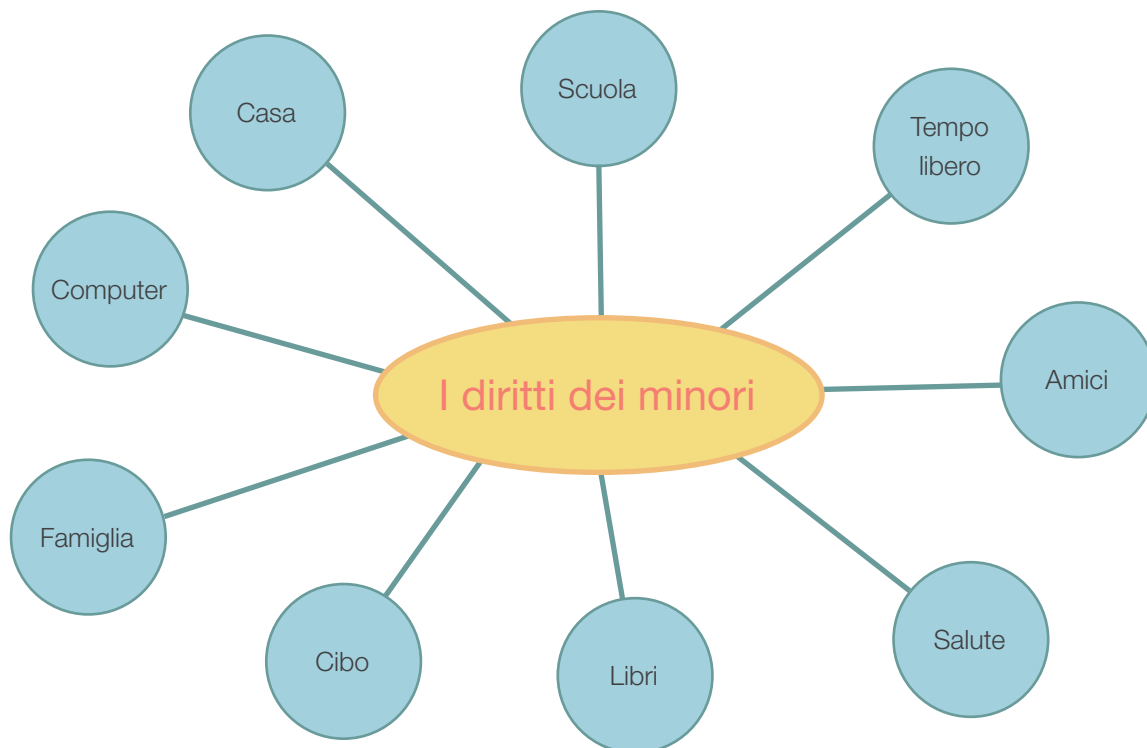 Casa
Scuola
Tempo
libero
Computer
I diritti dei minori
Amici
Famiglia
Cibo
Libri
Salute